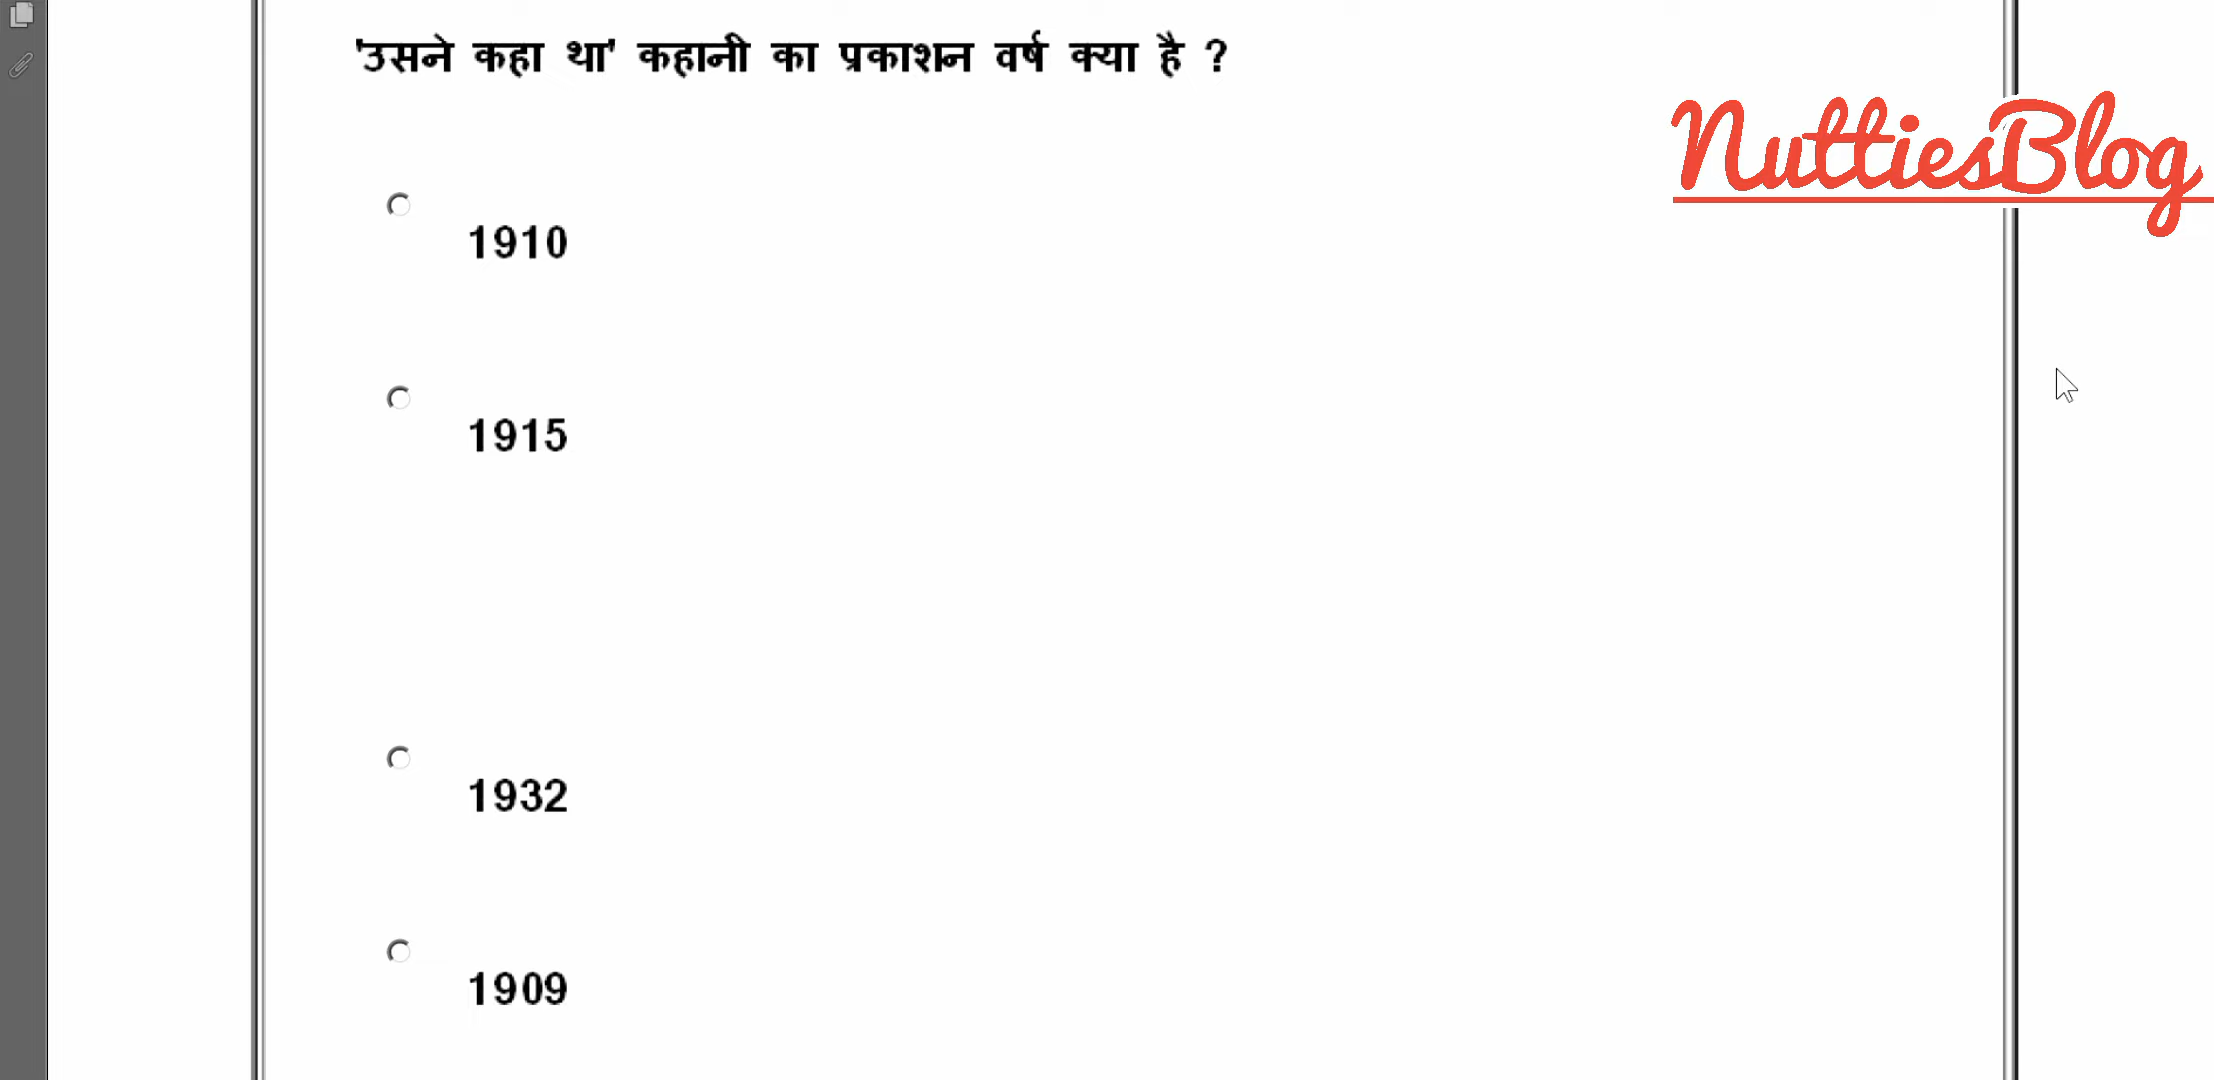 'उसने कहा था' कहानी का प्रकाशन वर्ष क्या है ?
NuttiesBlog
1910
1915
1932
1909